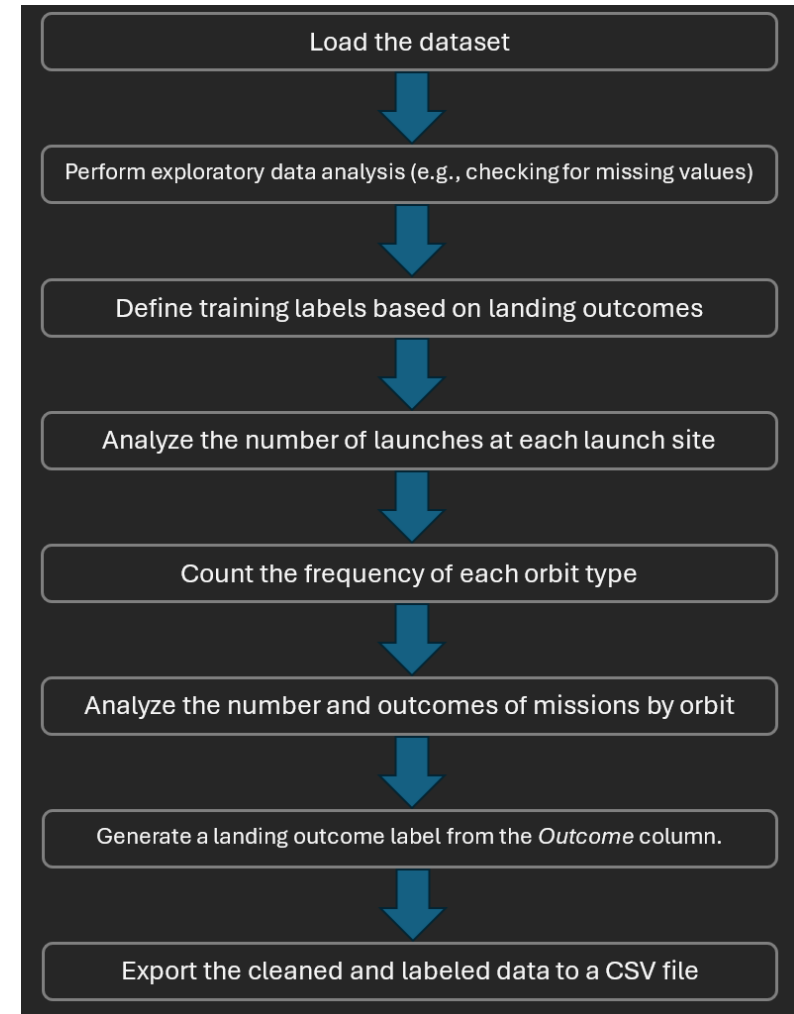 Load the dataset
Perform exploratory data analysis (e.g., checking for missing values)
Define training labels based on landing outcomes
Analyze the number of launches at each launch site
Count the frequency of each orbit type
Analyze the number and outcomes of missions by orbit
Generate a landing outcome label from the Outcome column.
Export the cleaned and labeled data to a CSV file